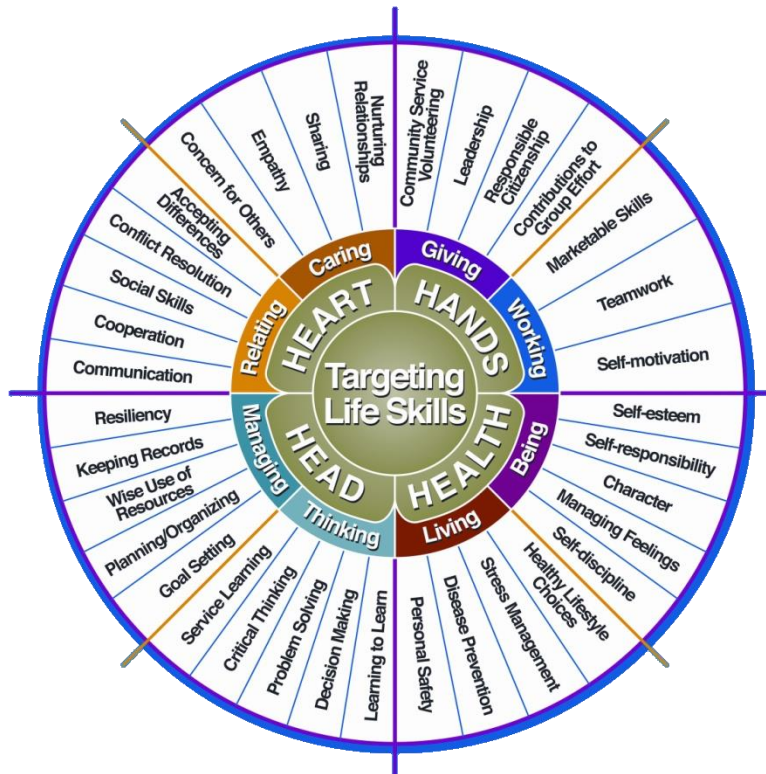 Targeting
Life Skills
HEART
HANDS
HEALTH
HEAD
Caring
Giving
Working
Being
Living
Thinking
Managing
Relating
Nurturing
Relationships
Sharing
Empathy
Concern for Others
Community Service
Volunteering
Leadership
Responsible
Citizenship
Contributions to
Group Effort
Marketable Skills
Teamwork
Self-motivation
Self-esteem
Self-responsibility
Character
Managing Feelings
Self-discipline
Healthy Lifestyle
Choices
Stress Management
Disease Prevention
Personal Safety
Learning to Learn
Decision Making
Problem Solving
Critical Thinking
Service Learning
Goal Setting
Planning/Organizing
Wise Use of
Resources
Keeping Records
Resiliency
Communication
Cooperation
Social Skills
Conflict Resolution
Accepting
Differences